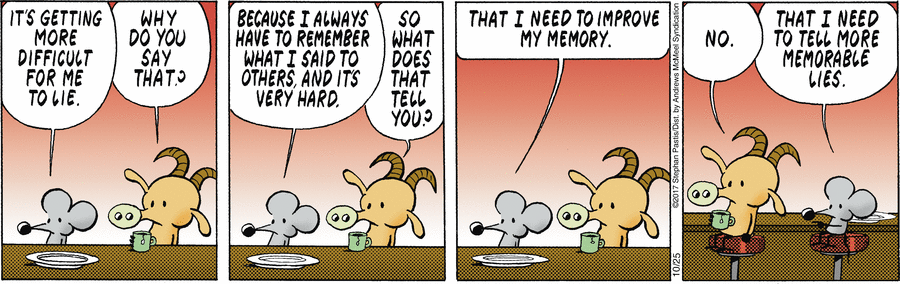 IT'S GETTING
MORE
DIFFICULT
FOR ME
TO LIE.
WHY
DO YOU
SAY
THAT?
BECAUSE I ALWAYS
HAVE TO REMEMBER
WHAT I SAID TO
OTHERS, AND IT'S
VERY HARD.
SO
WHAT
DOES
THAT
TELL
YOU?
THAT I NEED TO IMPROVE
MY MEMORY.
©2017 Stephan Pastis/Dist. by Andrews McMeel Syndication
10/25
NO.
THAT I NEED
TO TELL MORE
MEMORABLE
LIES.